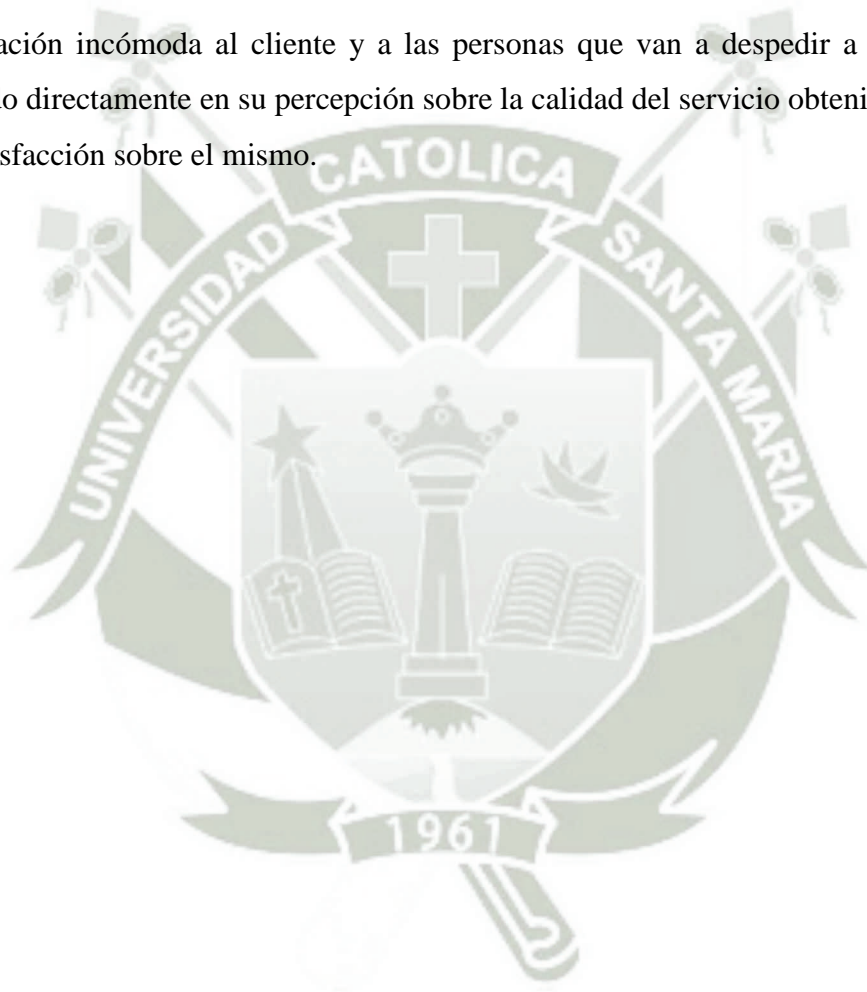 ación incómoda al cliente y a las personas que van a despedir a
o directamente en su percepción sobre la calidad del servicio obteni
sfacción sobre el mismo.
UNIVERSIDAD CATOLICA SANTA MARIA
1961